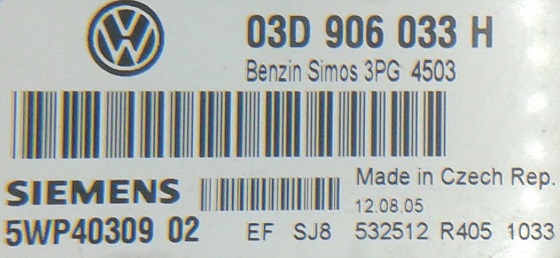 VW
03D 906 033 H
Benzin Simos 3PG 4503
SIEMENS
Made in Czech Rep.
12.08.05
5WP40309 02 EF SJ8 532512 R405 1033